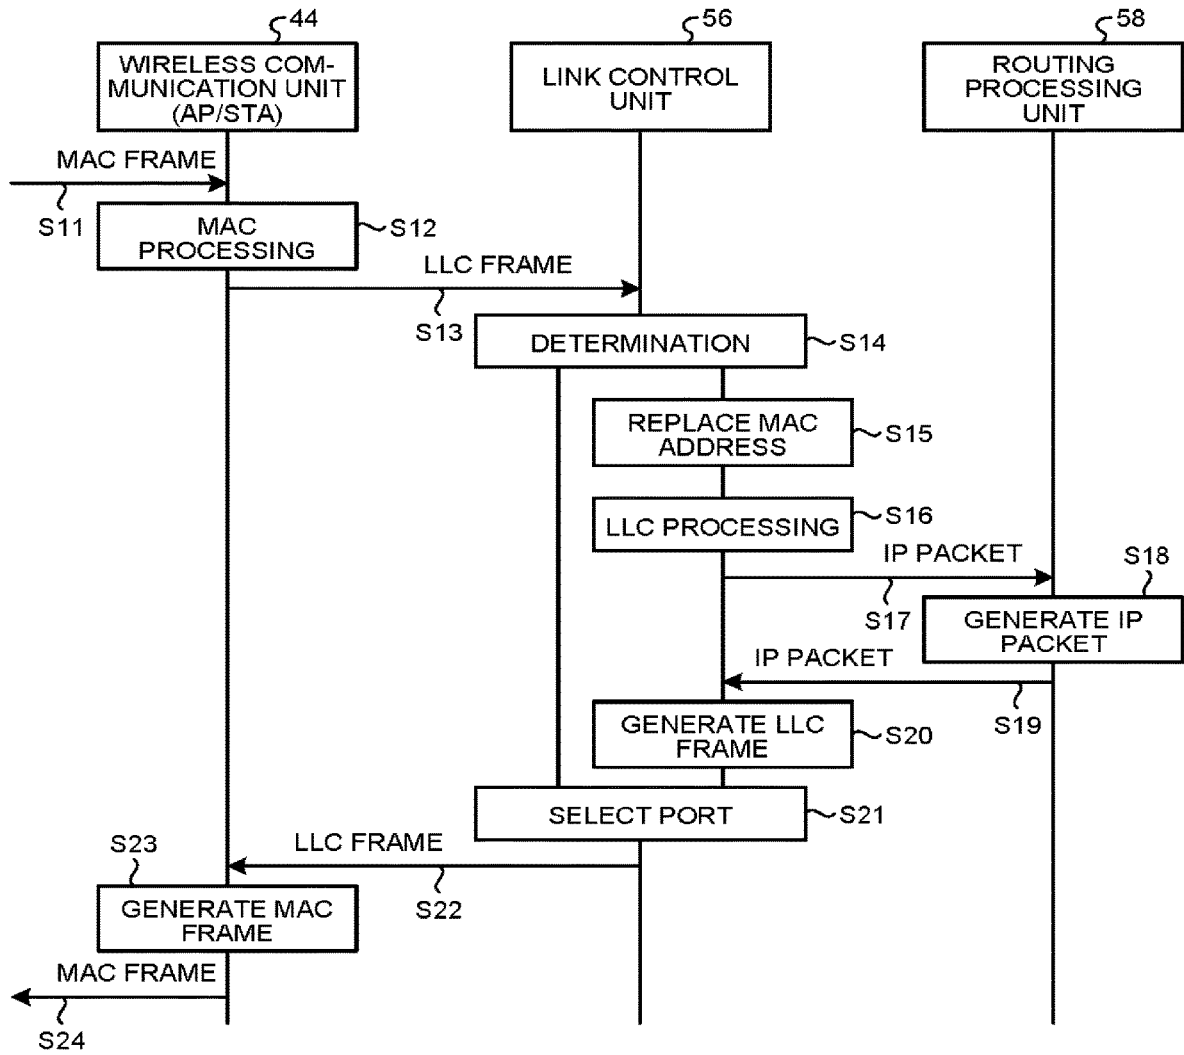 44
56
58
WIRELESS COM-
MUNICATION UNIT
(AP/STA)
LINK CONTROL
UNIT
ROUTING
PROCESSING
UNIT
MAC FRAME
S11
MAC
PROCESSING
S12
LLC FRAME
S13
DETERMINATION
S14
REPLACE MAC
ADDRESS
S15
LLC PROCESSING
S16
IP PACKET
S17
S18
GENERATE IP
PACKET
IP PACKET
S19
GENERATE LLC
FRAME
S20
SELECT PORT
S21
LLC FRAME
S22
S23
GENERATE MAC
FRAME
MAC FRAME
S24